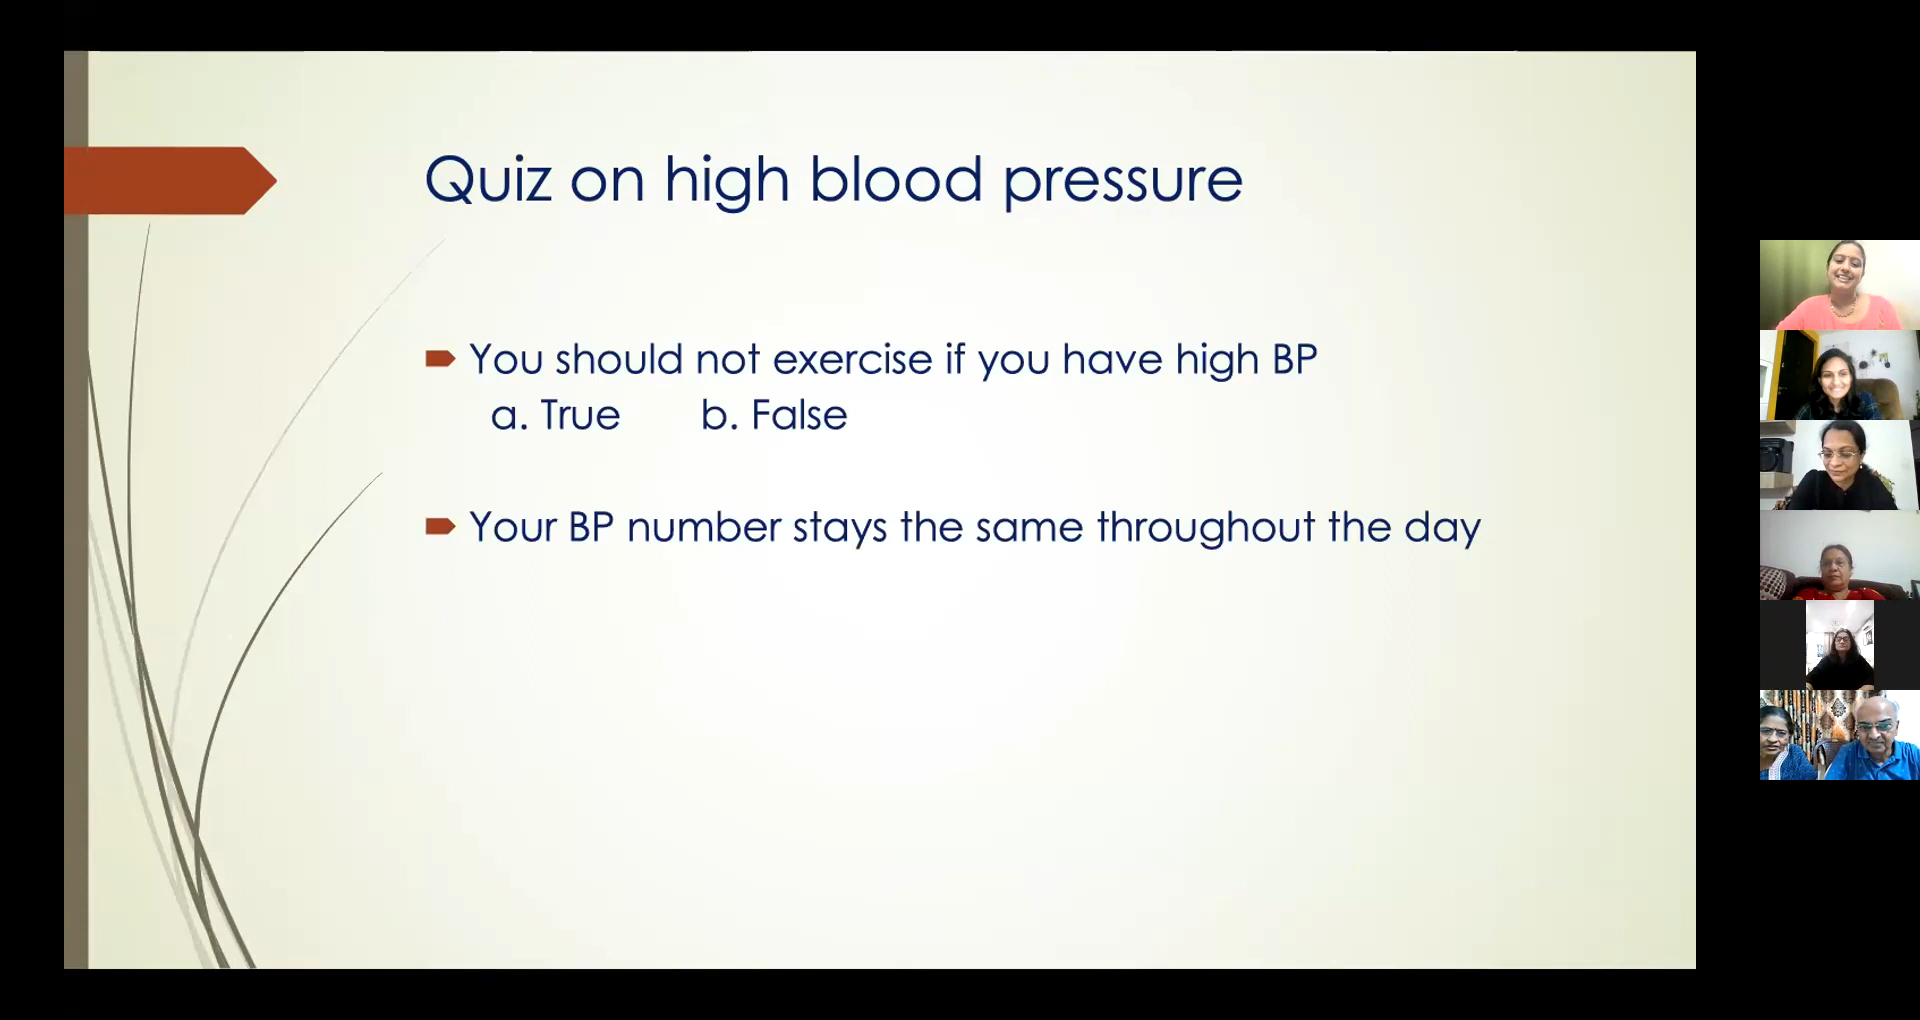 Quiz on high blood pressure
You should not exercise if you have high BP
a. True b. False
Your BP number stays the same throughout the day